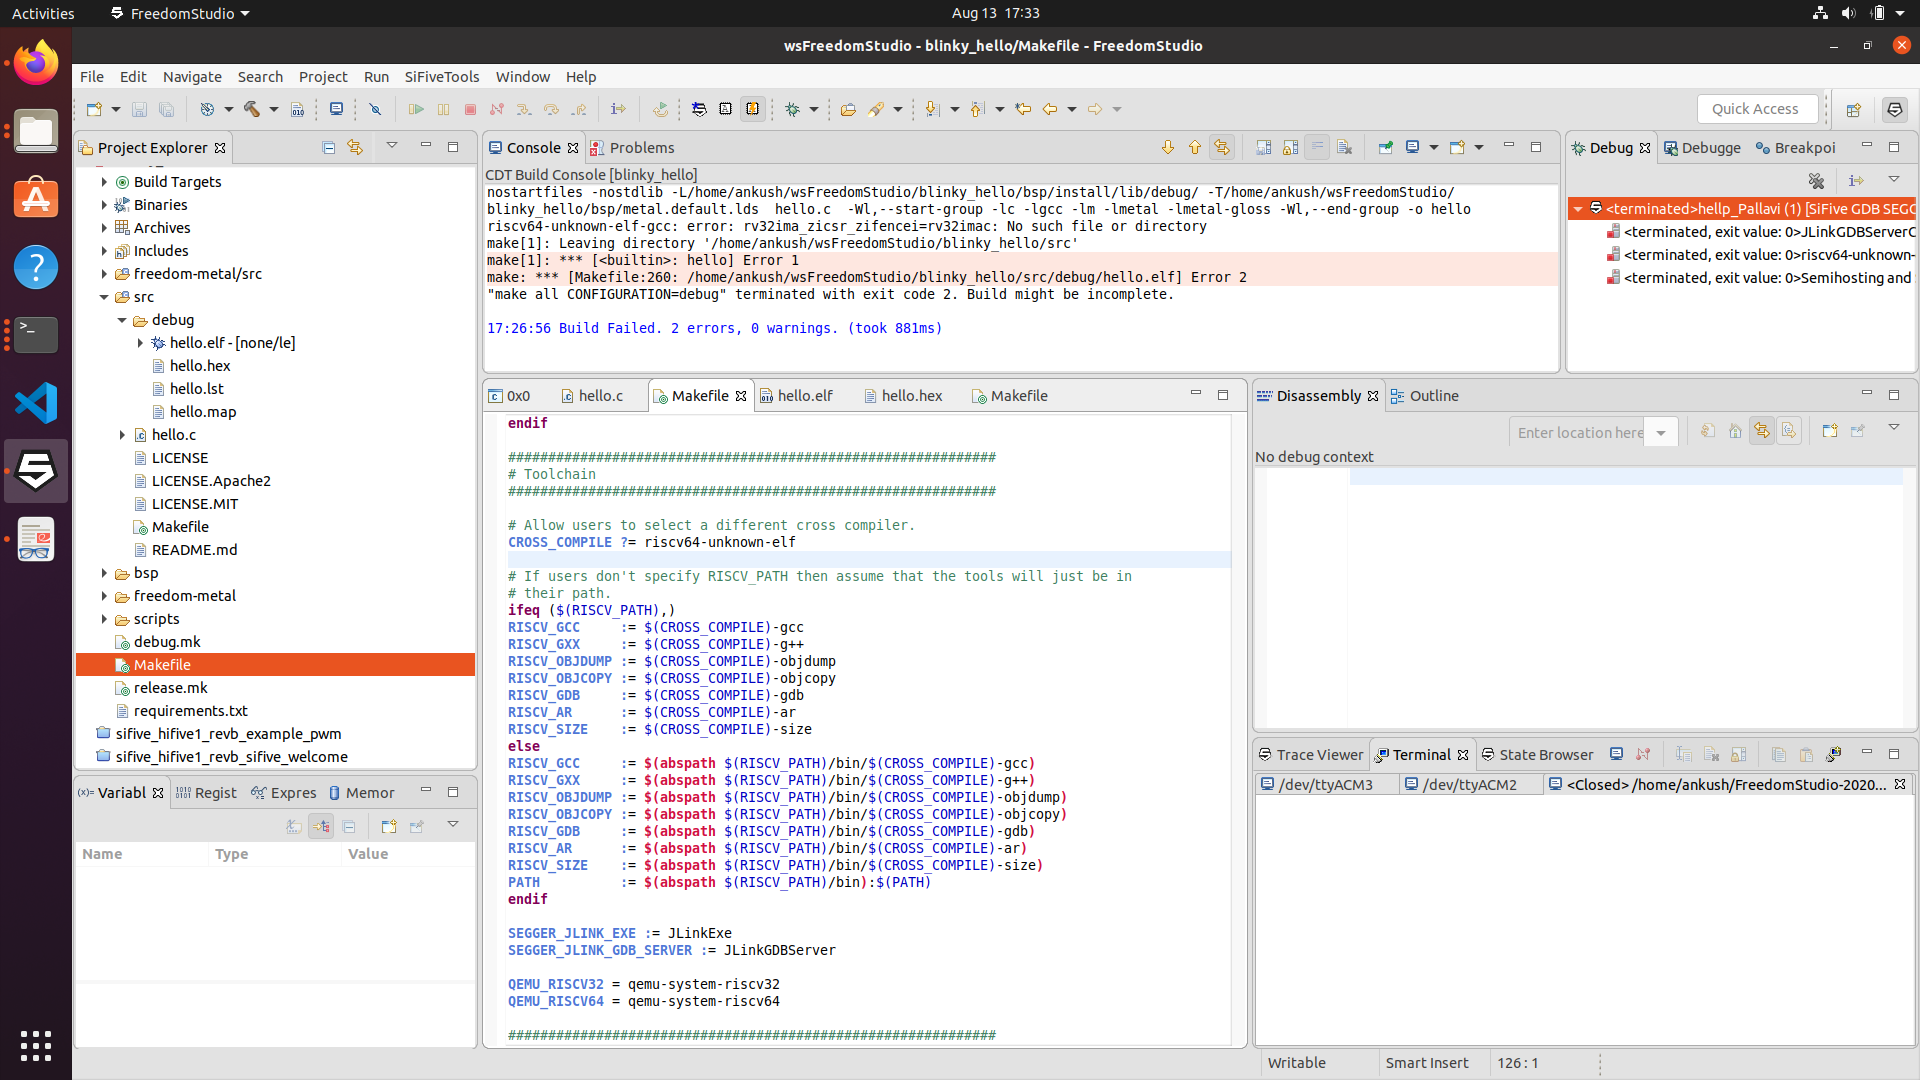 Activities
FreedomStudio
Aug 13 17:33
wsFreedomStudio - blinky_hello/Makefile - FreedomStudio
File Edit Navigate Search Project Run SiFiveTools Window Help
Quick Access
Project Explorer
Build Targets
Binaries
Archives
Includes
freedom-metal/src
src
debug
hello.elf - [none/le]
hello.hex
hello.lst
hello.map
hello.c
LICENSE
LICENSE.Apache2
LICENSE.MIT
Makefile
README.md
bsp
freedom-metal
scripts
debug.mk
Makefile
release.mk
requirements.txt
sifive_hifive1_revb_example_pwm
sifive_hifive1_revb_sifive_welcome
Console
Problems
CDT Build Console [blinky_hello]
nostartfiles -nostdlib -L/home/ankush/wsFreedomStudio/blinky_hello/bsp/install/lib/debug/ -T/home/ankush/wsFreedomStudio/
blinky_hello/bsp/metal.default.lds  hello.c  -Wl,--start-group -lc -lgcc -lm -lmetal -lmetal-gloss -Wl,--end-group -o hello
riscv64-unknown-elf-gcc: error: rv32ima_zicsr_zifencei=rv32imac: No such file or directory
make[1]: Leaving directory '/home/ankush/wsFreedomStudio/blinky_hello/src'
make[1]: *** [<builtin>: hello] Error 1
make: *** [Makefile:260: /home/ankush/wsFreedomStudio/blinky_hello/src/debug/hello.elf] Error 2
"make all CONFIGURATION=debug" terminated with exit code 2. Build might be incomplete.
17:26:56 Build Failed. 2 errors, 0 warnings. (took 881ms)
Debug
Debugge
Breakpoi
<terminated>hellp_Pallavi (1) [SiFive GDB SEGG
<terminated, exit value: 0>JLinkGDBServerC
<terminated, exit value: 0>riscv64-unknown-
<terminated, exit value: 0>Semihosting and
0x0
hello.c
Makefile
hello.elf
hello.hex
Makefile
endif
#############################################################
# Toolchain
#############################################################
# Allow users to select a different cross compiler.
CROSS_COMPILE ?= riscv64-unknown-elf
# If users don't specify RISCV_PATH then assume that the tools will just be in
# their path.
ifeq ($(RISCV_PATH),)
RISCV_GCC     := $(CROSS_COMPILE)-gcc
RISCV_GXX     := $(CROSS_COMPILE)-g++
RISCV_OBJDUMP := $(CROSS_COMPILE)-objdump
RISCV_OBJCOPY := $(CROSS_COMPILE)-objcopy
RISCV_GDB     := $(CROSS_COMPILE)-gdb
RISCV_AR      := $(CROSS_COMPILE)-ar
RISCV_SIZE    := $(CROSS_COMPILE)-size
else
RISCV_GCC     := $(abspath $(RISCV_PATH)/bin/$(CROSS_COMPILE)-gcc)
RISCV_GXX     := $(abspath $(RISCV_PATH)/bin/$(CROSS_COMPILE)-g++)
RISCV_OBJDUMP := $(abspath $(RISCV_PATH)/bin/$(CROSS_COMPILE)-objdump)
RISCV_OBJCOPY := $(abspath $(RISCV_PATH)/bin/$(CROSS_COMPILE)-objcopy)
RISCV_GDB     := $(abspath $(RISCV_PATH)/bin/$(CROSS_COMPILE)-gdb)
RISCV_AR      := $(abspath $(RISCV_PATH)/bin/$(CROSS_COMPILE)-ar)
RISCV_SIZE    := $(abspath $(RISCV_PATH)/bin/$(CROSS_COMPILE)-size)
PATH          := $(abspath $(RISCV_PATH)/bin):$(PATH)
endif
SEGGER_JLINK_EXE := JLinkExe
SEGGER_JLINK_GDB_SERVER := JLinkGDBServer
QEMU_RISCV32 = qemu-system-riscv32
QEMU_RISCV64 = qemu-system-riscv64
#############################################################
Disassembly
Outline
Enter location here
No debug context
Variabl
Regist
Expres
Memor
Name Type Value
Trace Viewer
Terminal
State Browser
/dev/ttyACM3
/dev/ttyACM2
<Closed> /home/ankush/FreedomStudio-2020...
Writable
Smart Insert
126 : 1